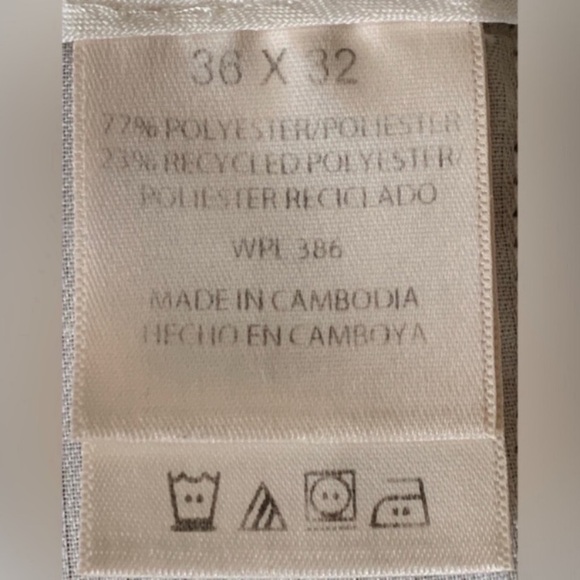 36 X 32
77% POLYESTER/POLIESTER
23% RECYCLED POLYESTER/
POLIESTER RECICLADO
WPL 386
MADE IN CAMBODIA
HECHO EN CAMBOYA